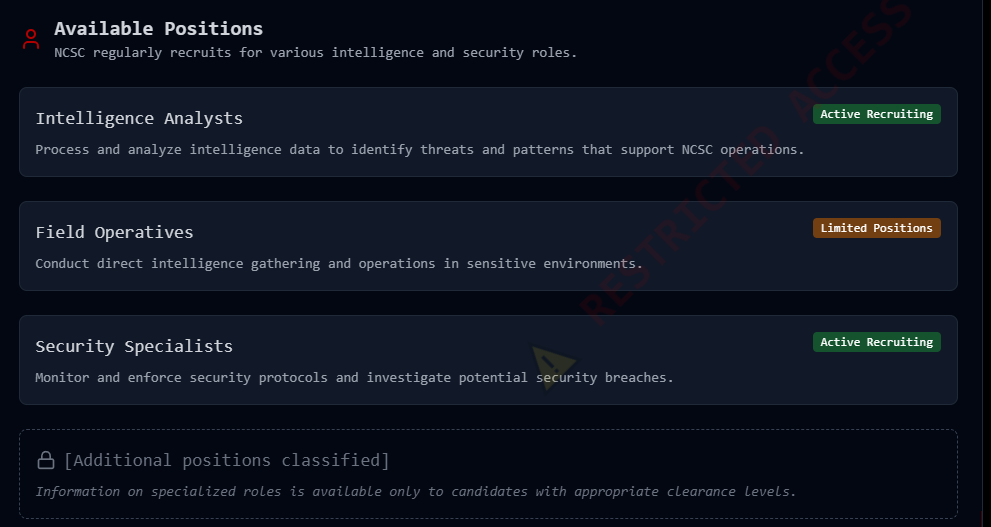 Available Positions
NCSC regularly recruits for various intelligence and security roles.
Intelligence Analysts
Active Recruiting
Process and analyze intelligence data to identify threats and patterns that support NCSC operations.
Field Operatives
Limited Positions
Conduct direct intelligence gathering and operations in sensitive environments.
Security Specialists
Active Recruiting
Monitor and enforce security protocols and investigate potential security breaches.
[Additional positions classified]
Information on specialized roles is available only to candidates with appropriate clearance levels.
RESTRICTED ACCESS